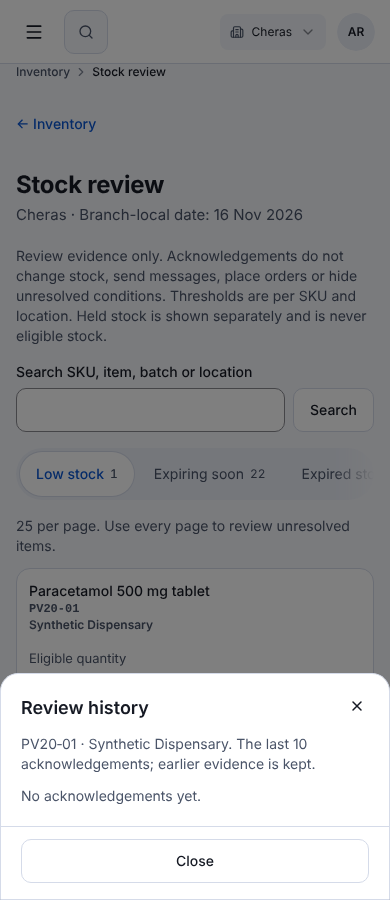 Cheras
AR
Inventory > Stock review
← Inventory
Stock review
Cheras · Branch-local date: 16 Nov 2026
Review evidence only. Acknowledgements do not
change stock, send messages, place orders or hide
unresolved conditions. Thresholds are per SKU and
location. Held stock is shown separately and is never
eligible stock.
Search SKU, item, batch or location
Search
Low stock 1 Expiring soon 22 Expired sto
25 per page. Use every page to review unresolved
items.
Paracetamol 500 mg tablet
PV20-01
Synthetic Dispensary
Eligible quantity
Review history
PV20-01 · Synthetic Dispensary. The last 10
acknowledgements; earlier evidence is kept.
No acknowledgements yet.
Close